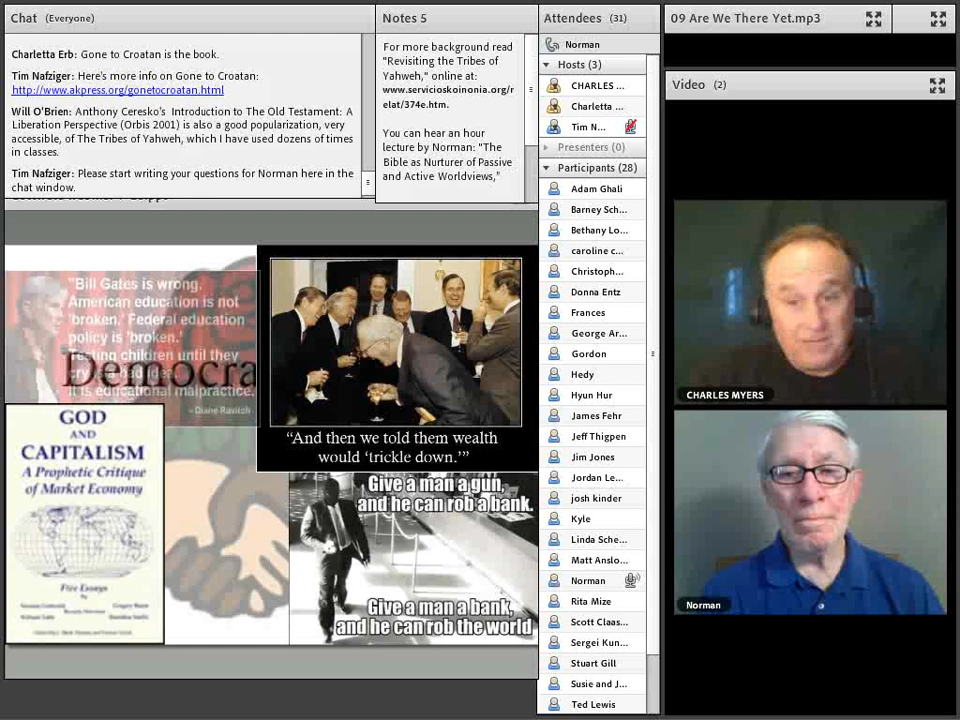 Chat (Everyone)
Charletta Erb: Gone to Croatan is the book.
Tim Nafziger: Here's more info on Gone to Croatan:
http://www.akpress.org/gonetocroatan.html
Will O'Brien: Anthony Ceresko's Introduction to The Old Testament: A
Liberation Perspective (Orbis 2001) is also a good popularization, very
accessible, of The Tribes of Yahweh, which I have used dozens of times
in classes.
Tim Nafziger: Please start writing your questions for Norman here in the
chat window.
Notes 5
For more background read
"Revisiting the Tribes of
Yahweh," online at:
www.servicioskoinonia.org/r
elat/374e.htm.
You can hear an hour
lecture by Norman: "The
Bible as Nurturer of Passive
and Active Worldviews,"
Attendees (31)
Norman
Hosts (3)
CHARLES ...
Charletta ...
Tim N...
Presenters (0)
Participants (28)
Adam Ghali
Barney Sch...
Bethany Lo...
caroline c...
Christoph...
Donna Entz
Frances
George Ar...
Gordon
Hedy
Hyun Hur
James Fehr
Jeff Thigpen
Jim Jones
Jordan Le...
josh kinder
Kyle
Linda Sche...
Matt Anslo...
Norman
Rita Mize
Scott Claas...
Sergei Kun...
Stuart Gill
Susie and J...
Ted Lewis
09 Are We There Yet.mp3
Video (2)
CHARLES MYERS
Norman
"Bill Gates is wrong.
American education is not
'broken.' Federal education
policy is 'broken.'
Testing children until they
cry is a bad idea.
It is educational malpractice.
- Diane Ravitch
Democra
"And then we told them wealth
would 'trickle down.'"
GOD
AND
CAPITALISM
A Prophetic Critique
of Market Economy
Five Essays
by
Give a man a gun,
and he can rob a bank.
Give a man a bank,
and he can rob the world